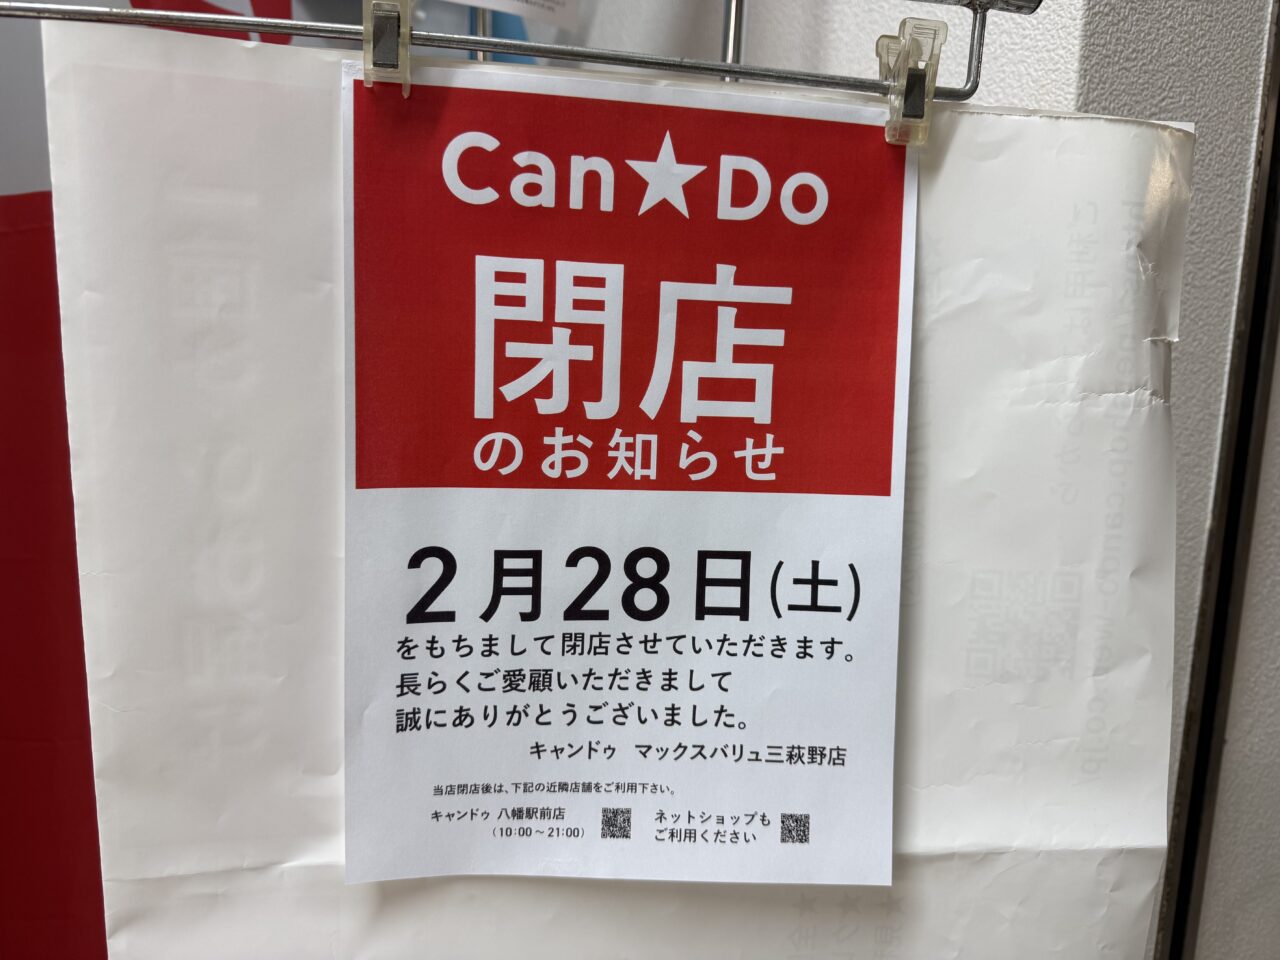 Can★Do
閉店
のお知らせ
2月28日(土)
をもちまして閉店させていただきます。
長らくご愛顧いただきまして
誠にありがとうございました。
キャンドゥ マックスバリュ三萩野店
当店閉店後は、下記の近隣店舗をご利用下さい。
キャンドゥ 八幡駅前店
(10:00～21:00)
ネットショップも
ご利用ください